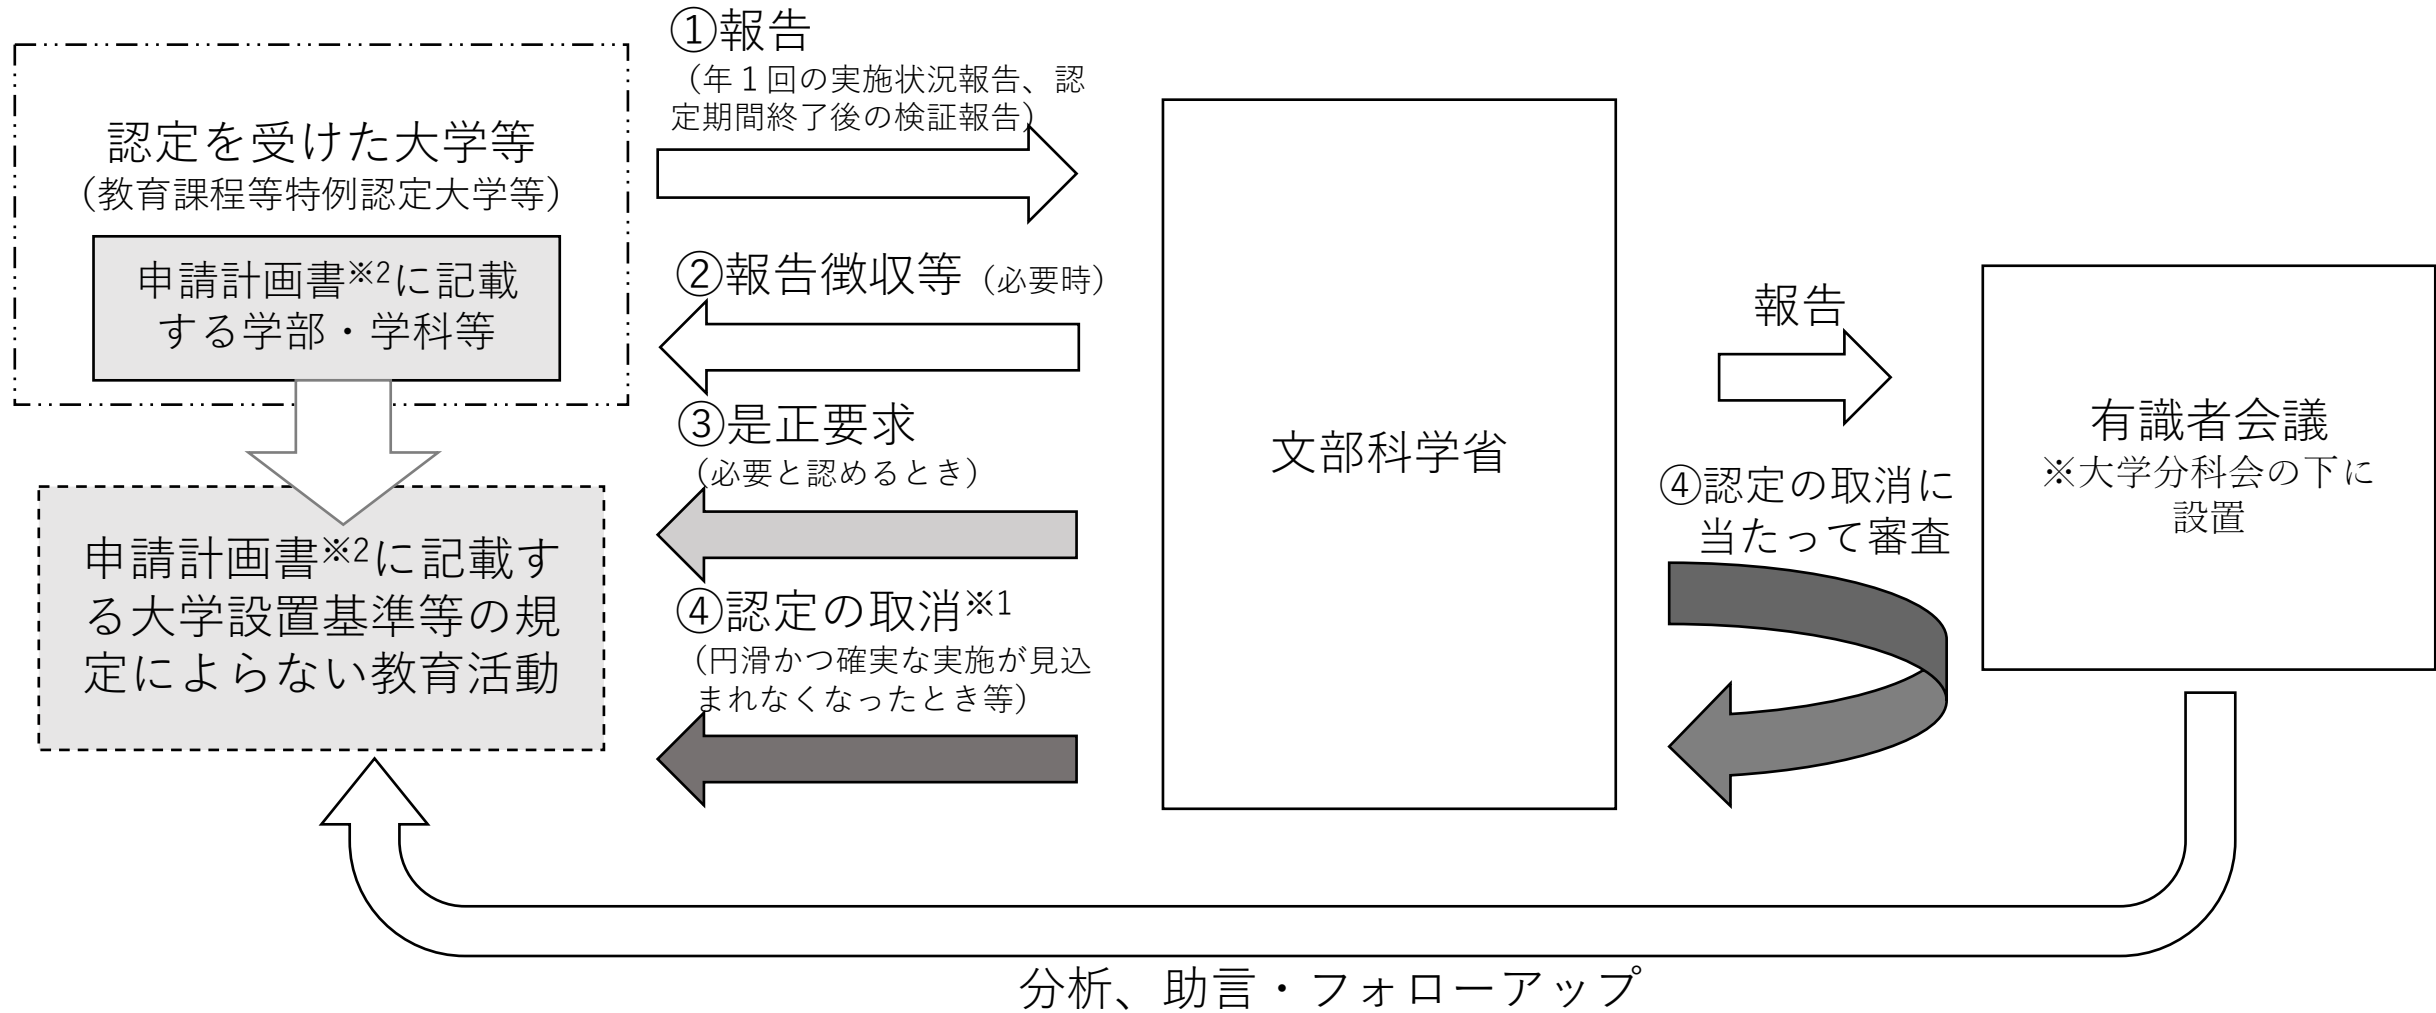 認定を受けた大学等
（教育課程等特例認定大学等）
申請計画書※2に記載
する学部・学科等
申請計画書※2に記載す
る大学設置基準等の規
定によらない教育活動
①報告
（年１回の実施状況報告、認
定期間終了後の検証報告）
②報告徴収等（必要時）
③是正要求
（必要と認めるとき）
④認定の取消※1
（円滑かつ確実な実施が見込
まれなくなったとき等）
文部科学省
報告
④認定の取消に
当たって審査
有識者会議
※大学分科会の下に
設置
分析、助言・フォローアップ